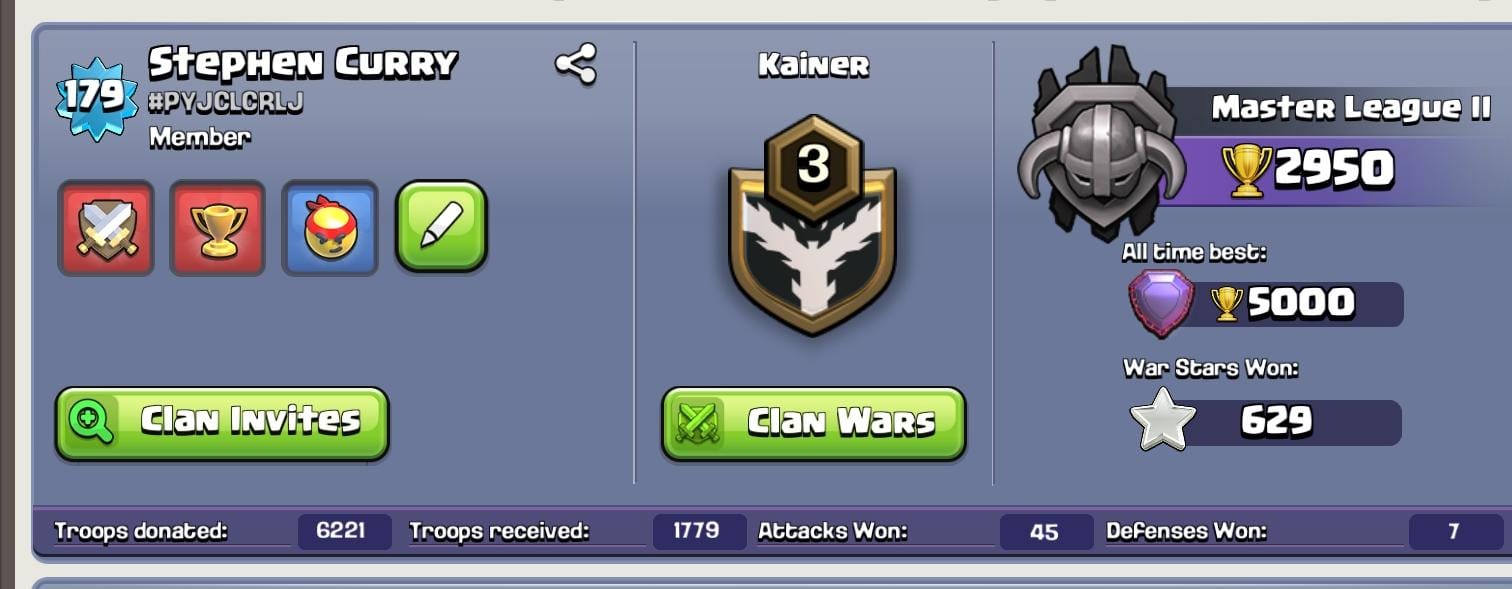 179
Stephen Curry
#PYJCLCRLJ
Member
Clan Invites
Kainer
3
Clan Wars
Master League II
2950
All time best:
5000
War Stars Won:
629
Troops donated: 6221 Troops received: 1779 Attacks Won: 45 Defenses Won: 7